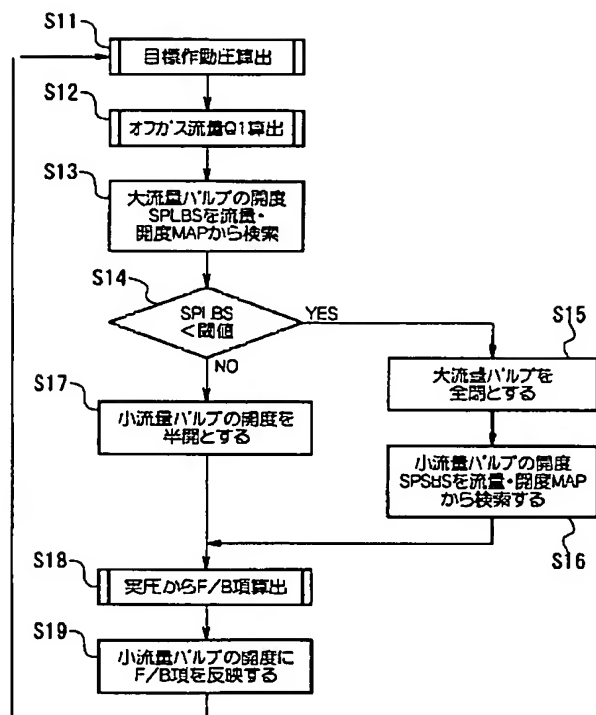 S11
目標作動圧算出
S12
オフガス流量Q1算出
S13
大流量バルブの開度
SPLBSを流量・
開度MAPから検索
S14
SPLBS
<閾値
YES
NO
S15
大流量バルブを
全閉とする
S17
小流量バルブの開度を
半開とする
小流量バルブの開度
SPSBSを流量・開度MAP
から検索する
S16
S18
実圧からF/B項算出
S19
小流量バルブの開度に
F/B項を反映する